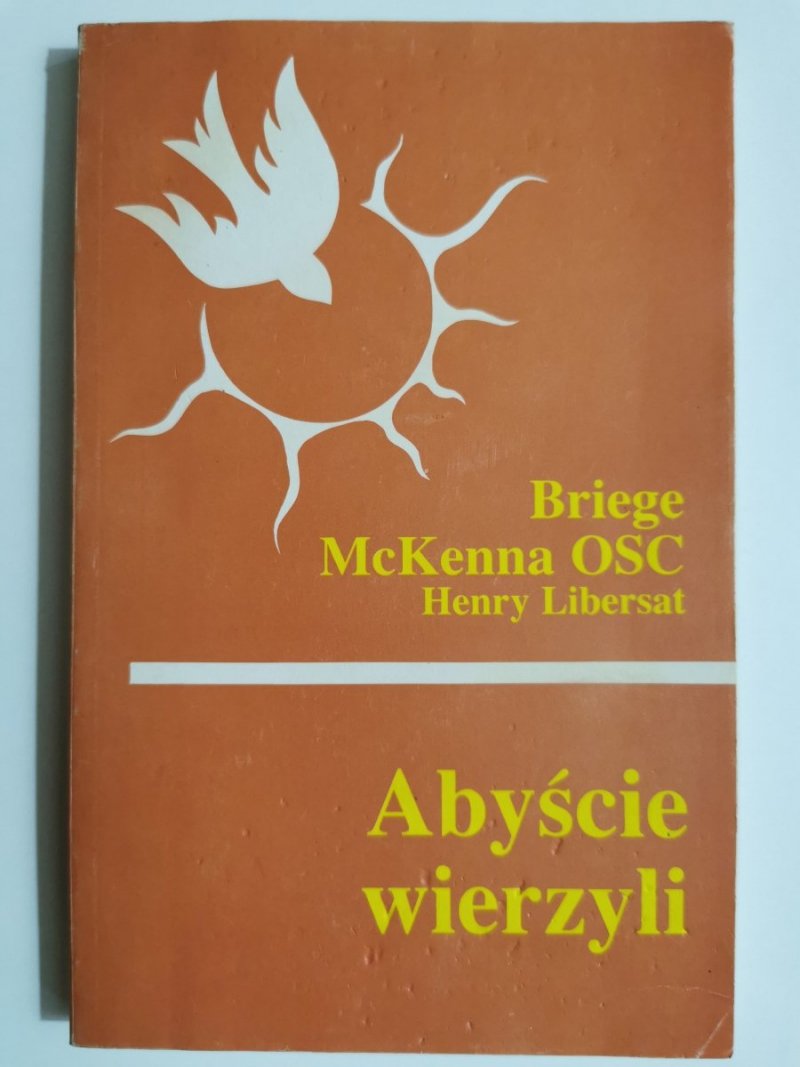 Briege
McKenna OSC
Henry Libersat
Abyście
wierzyli